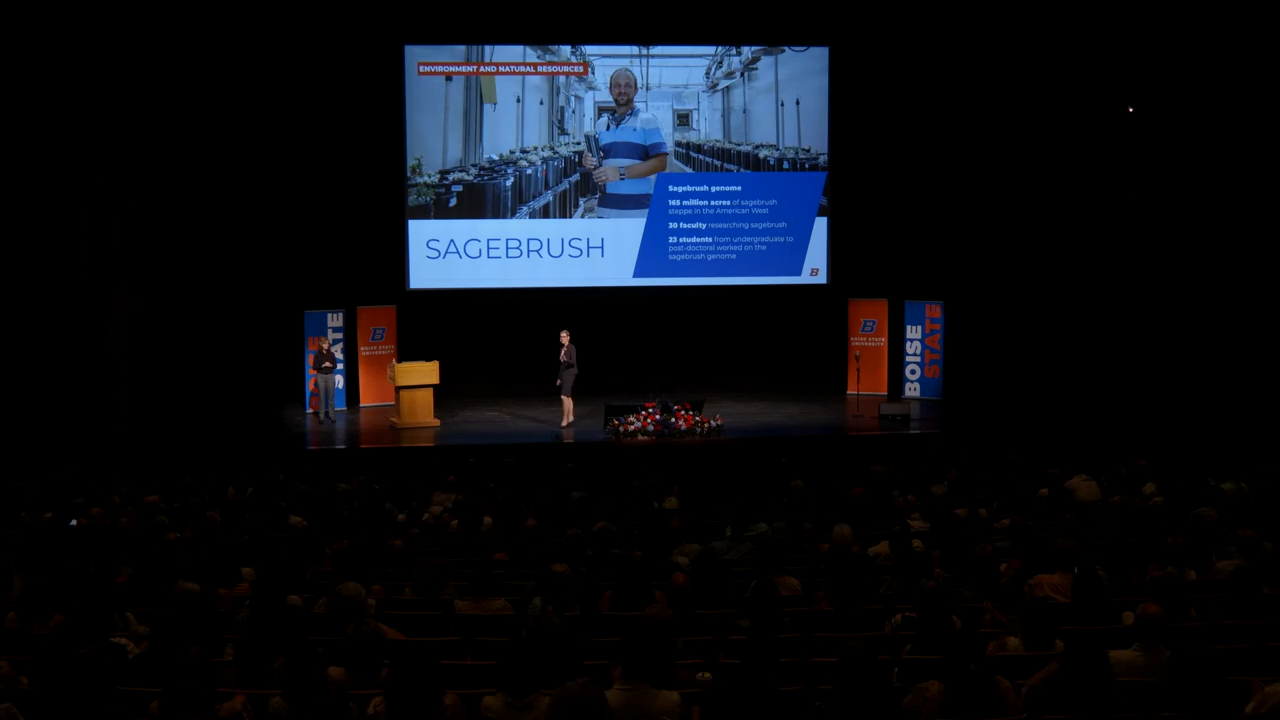 ENVIRONMENT AND NATURAL RESOURCES
Sagebrush genome
165 million acres of sagebrush
steppe in the American West
30 faculty researching sagebrush
23 students from undergraduate to
post-doctoral worked on the
sagebrush genome
SAGEBRUSH
B
BOISE
STATE
B
BOISE STATE
UNIVERSITY
B
BOISE STATE
UNIVERSITY
BOISE
STATE